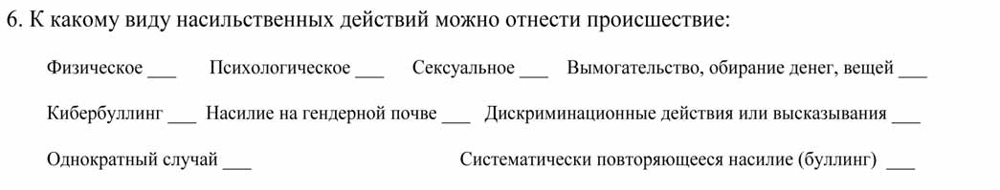 6. К какому виду насильственных действий можно отнести происшествие:
Физическое ___ Психологическое ___ Сексуальное ___ Вымогательство, обирание денег, вещей ___
Кибербуллинг ___ Насилие на гендерной почве ___ Дискриминационные действия или высказывания ___
Однократный случай ___ Систематически повторяющееся насилие (буллинг) ___